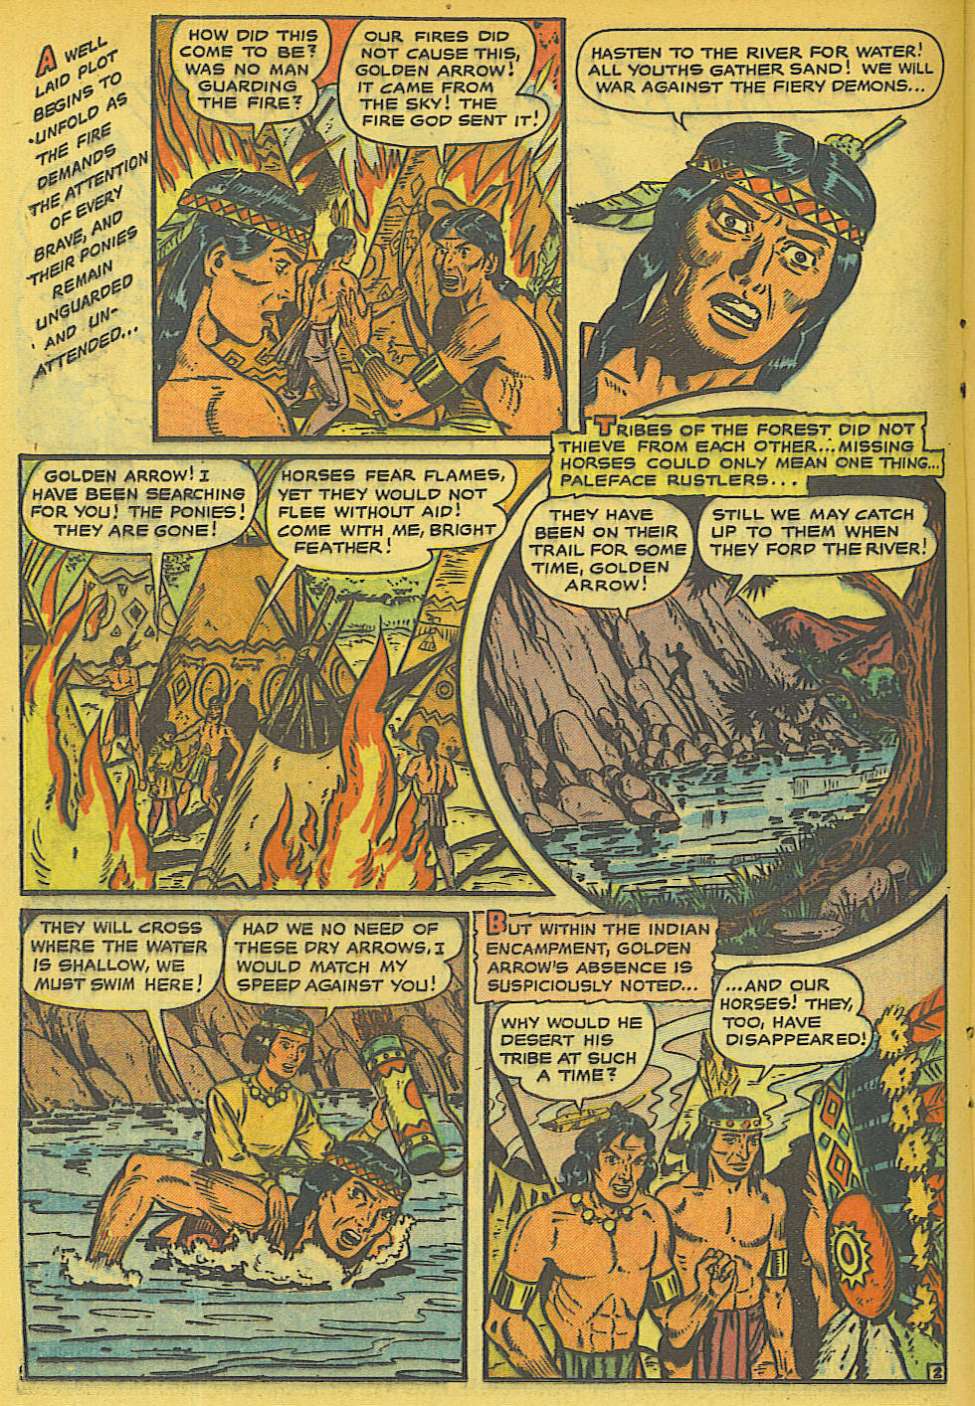 A WELL
LAID PLOT
BEGINS TO
UNFOLD AS
THE FIRE
DEMANDS
THE ATTENTION
OF EVERY
BRAVE, AND
THEIR PONIES
REMAIN
UNGUARDED
AND UN-
ATTENDED...
HOW DID THIS
COME TO BE?
WAS NO MAN
GUARDING
THE FIRE?
OUR FIRES DID
NOT CAUSE THIS,
GOLDEN ARROW!
IT CAME FROM
THE SKY! THE
FIRE GOD SENT IT!
HASTEN TO THE RIVER FOR WATER!
ALL YOUTHS GATHER SAND! WE WILL
WAR AGAINST THE FIERY DEMONS...
GOLDEN ARROW! I
HAVE BEEN SEARCHING
FOR YOU! THE PONIES!
THEY ARE GONE!
HORSES FEAR FLAMES,
YET THEY WOULD NOT
FLEE WITHOUT AID!
COME WITH ME, BRIGHT
FEATHER!
TRIBES OF THE FOREST DID NOT
THIEVE FROM EACH OTHER...MISSING
HORSES COULD ONLY MEAN ONE THING...
PALEFACE RUSTLERS...
THEY HAVE
BEEN ON THEIR
TRAIL FOR SOME
TIME, GOLDEN
ARROW!
STILL WE MAY CATCH
UP TO THEM WHEN
THEY FORD THE RIVER!
THEY WILL CROSS
WHERE THE WATER
IS SHALLOW, WE
MUST SWIM HERE!
HAD WE NO NEED OF
THESE DRY ARROWS, I
WOULD MATCH MY
SPEED AGAINST YOU!
BUT WITHIN THE INDIAN
ENCAMPMENT, GOLDEN
ARROW'S ABSENCE IS
SUSPICIOUSLY NOTED...
WHY WOULD HE
DESERT HIS
TRIBE AT SUCH
A TIME?
...AND OUR
HORSES! THEY,
TOO, HAVE
DISAPPEARED!
2